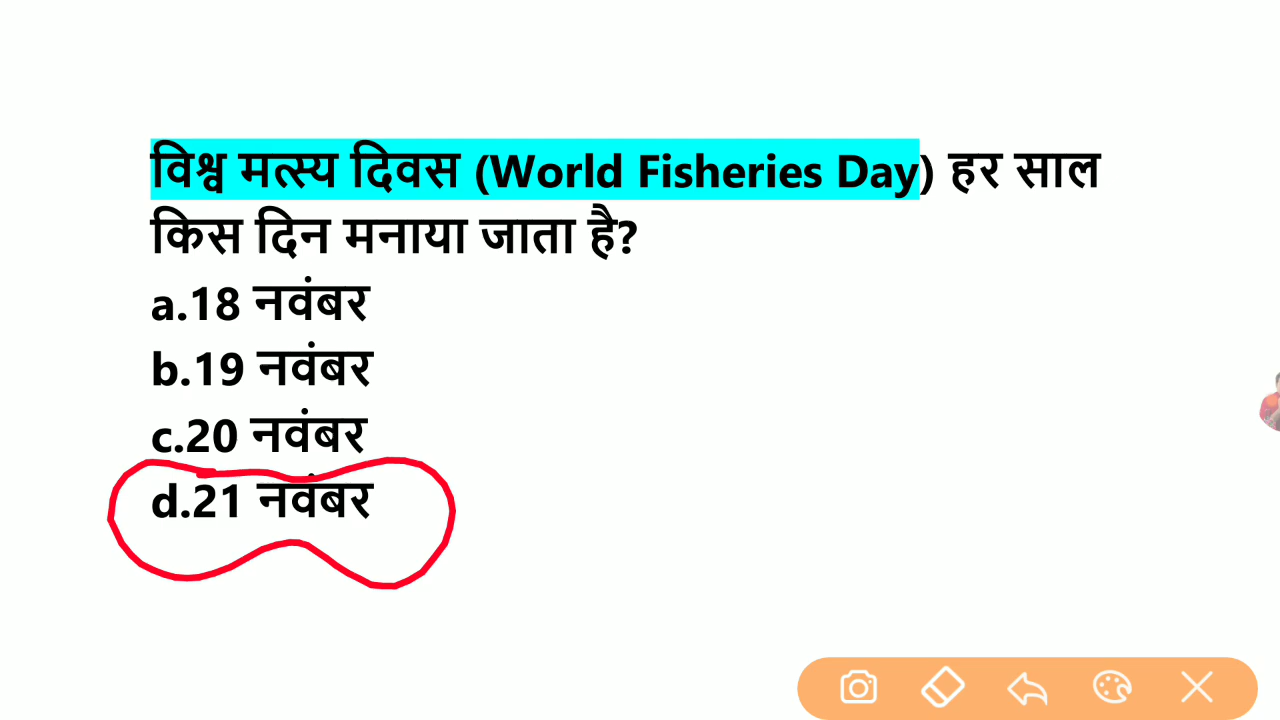 विश्व मत्स्य दिवस (World Fisheries Day) हर साल
किस दिन मनाया जाता है?
a.18 नवंबर
b.19 नवंबर
c.20 नवंबर
d.21 नवंबर